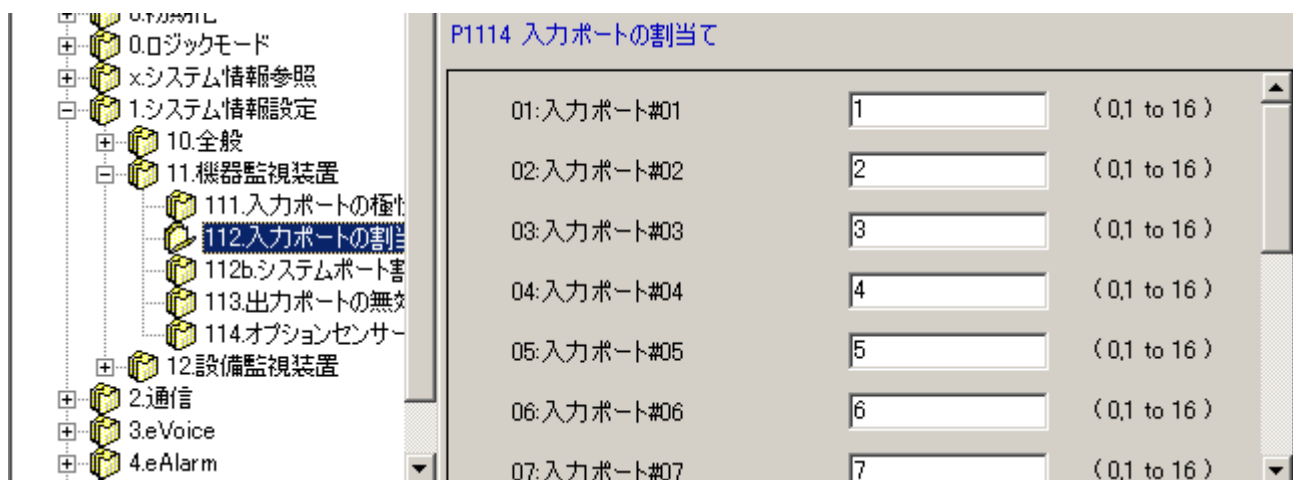 0.ロジックモード
x.システム情報参照
1.システム情報設定
10.全般
11.機器監視装置
111.入力ポートの極
112.入力ポートの割
112b.システムポート割
113.出力ポートの無
114.オプションセンサー
12.設備監視装置
2.通信
3.eVoice
4.eAlarm
P1114 入力ポートの割当て
01:入力ポート#01 1 (0,1 to 16)
02:入力ポート#02 2 (0,1 to 16)
03:入力ポート#03 3 (0,1 to 16)
04:入力ポート#04 4 (0,1 to 16)
05:入力ポート#05 5 (0,1 to 16)
06:入力ポート#06 6 (0,1 to 16)
07:入力ポート#07 7 (0,1 to 16)